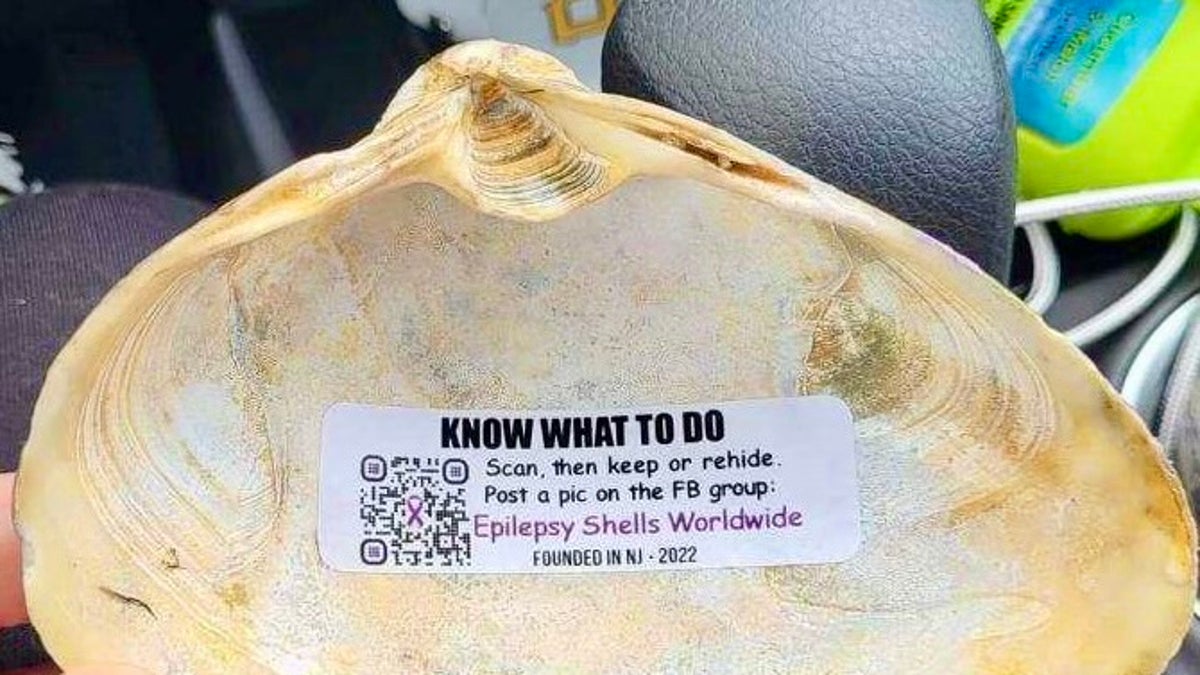 KNOW WHAT TO DO
Scan, then keep or rehide.
Post a pic on the FB group:
Epilepsy Shells Worldwide
FOUNDED IN NJ - 2022